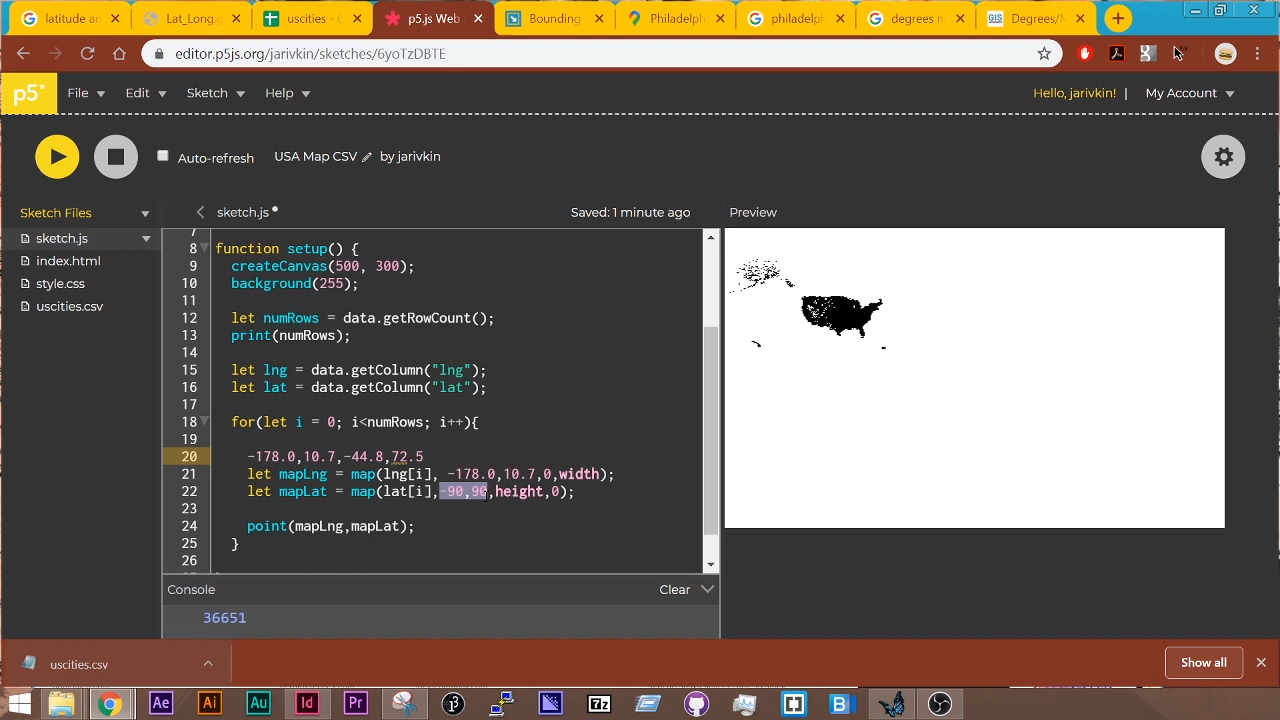 latitude an
Lat_Long.g
uscities - G
p5.js Web
Bounding
Philadelph
philadelph
degrees m
Degrees/M
editor.p5js.org/jarivkin/sketches/6yoTzDBTE
p5* File Edit Sketch Help Hello, jarivkin! | My Account
Auto-refresh USA Map CSV by jarivkin
Sketch Files
sketch.js
index.html
style.css
uscities.csv
sketch.js Saved: 1 minute ago Preview
7
8 function setup() {
9 createCanvas(500, 300);
10 background(255);
11
12 let numRows = data.getRowCount();
13 print(numRows);
14
15 let lng = data.getColumn("lng");
16 let lat = data.getColumn("lat");
17
18 for(let i = 0; i<numRows; i++){
19
20 -178.0,10.7,-44.8,72.5
21 let mapLng = map(lng[i], -178.0,10.7,0,width);
22 let mapLat = map(lat[i],-90,90,height,0);
23
24 point(mapLng,mapLat);
25 }
26
Console Clear
36651
uscities.csv Show all
Ae Ai Au Id Pr 7z B